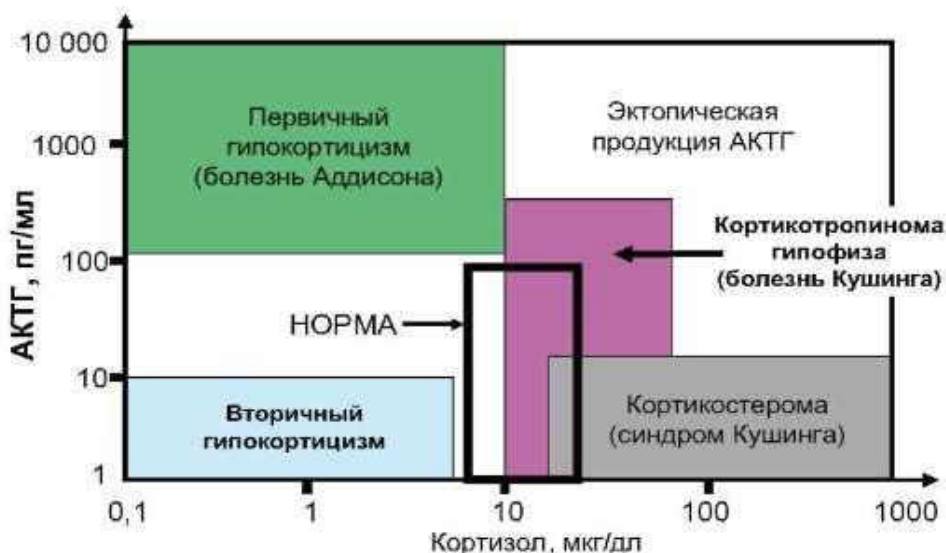 10 000
1000
100
10
1
АКТГ, пг/мл
Первичный
гипокортицизм
(болезнь Аддисона)
Эктопическая
продукция АКТГ
Кортикотропинома
гипофиза
(болезнь Кушинга)
НОРМА
Вторичный
гипокортицизм
Кортикостерома
(синдром Кушинга)
0,1
1
10
100
1000
Кортизол, мкг/дл